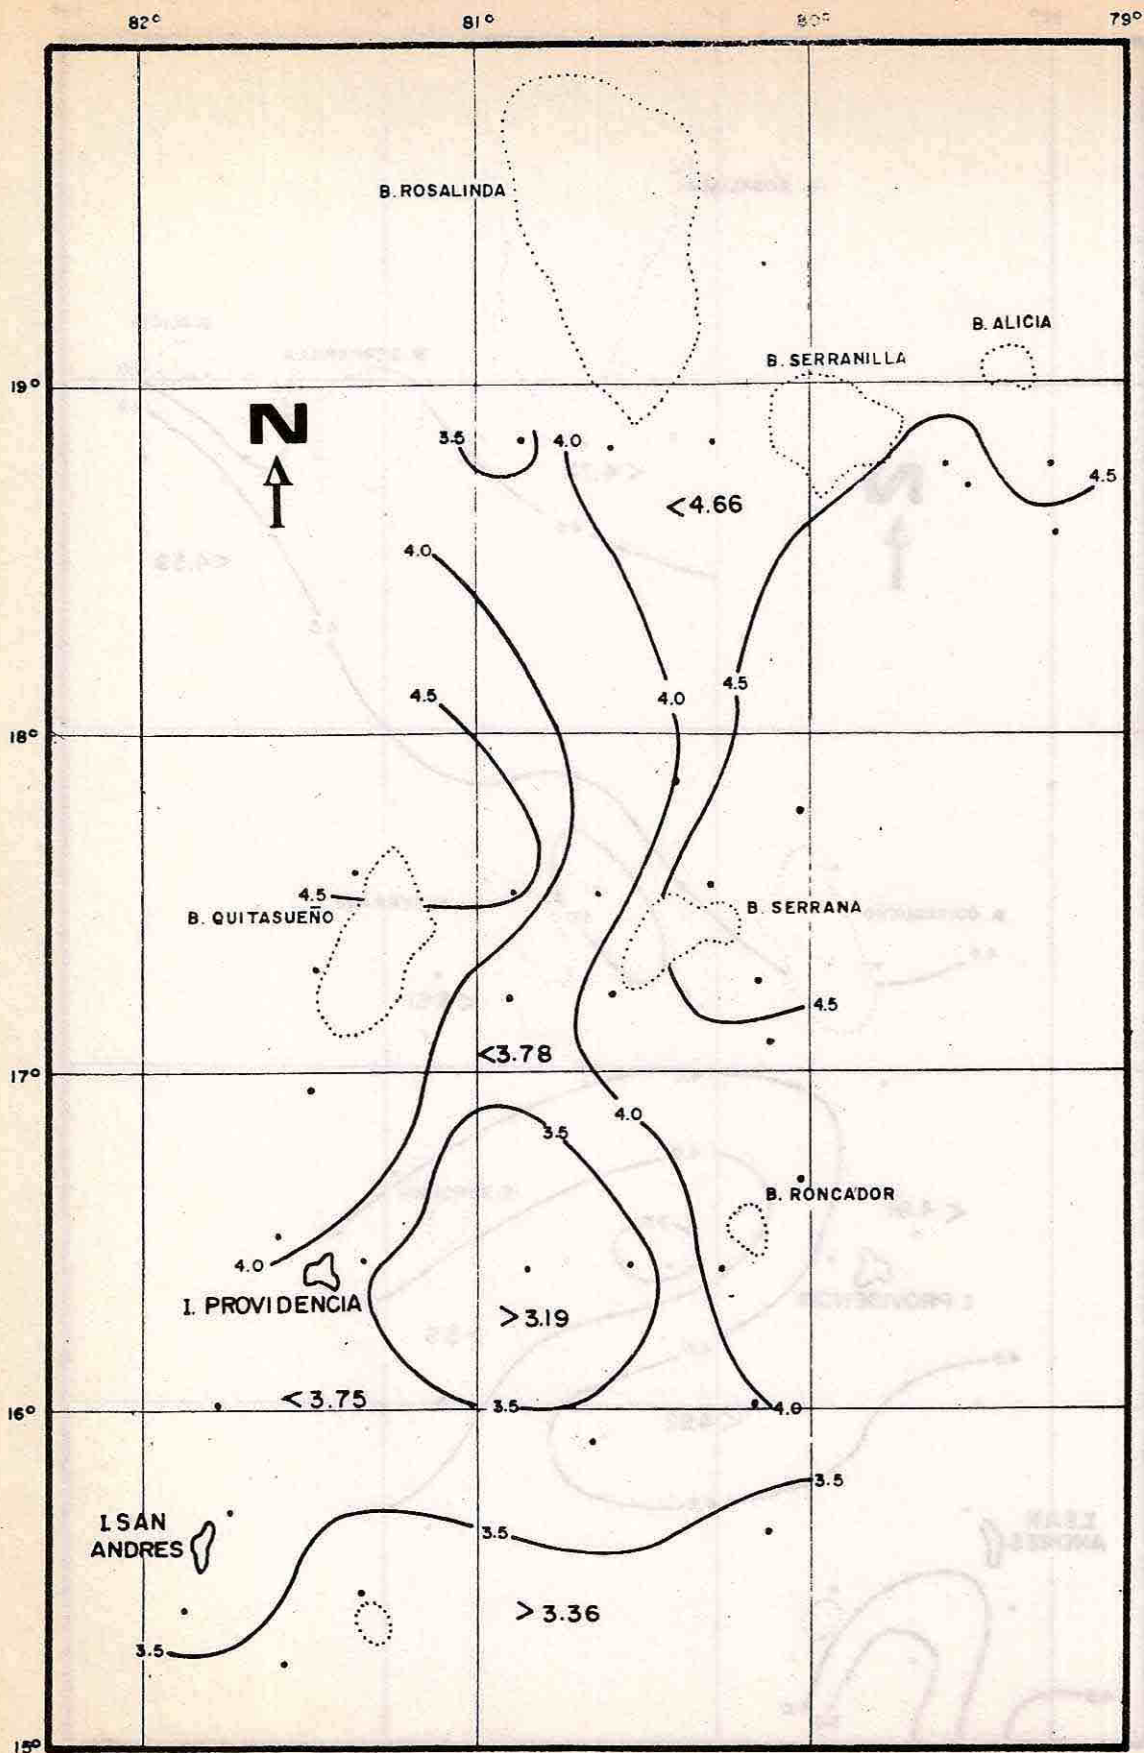 82° 81° 80° 79°
B. ROSALINDA
B. ALICIA
B. SERRANILLA
19°
N
3.5 4.0
4.5
<4.66
4.0
4.5 4.0 4.5
18°
4.5
B. QUITASUEÑO
B. SERRANA
4.5
<3.78
17°
4.0
3.5
B. RONCADOR
4.0
I. PROVIDENCIA
>3.19
<3.75
16°
3.5 4.0
3.5
I. SAN
ANDRES
3.5
>3.36
3.5
15°